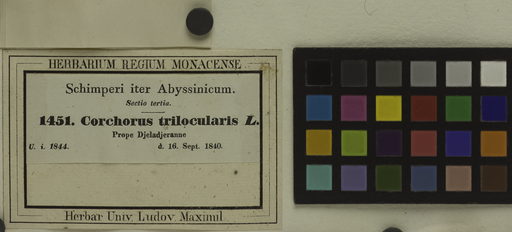 HERBARIUM REGIUM MONACENSE
Schimperi iter Abyssinicum.
Sectio tertia.
1451. Corchorus trilocularis L.
Prope Djeladjeranne
U. i. 1844. d. 16. Sept. 1840.
Herbar. Univ. Ludov. Maximil.